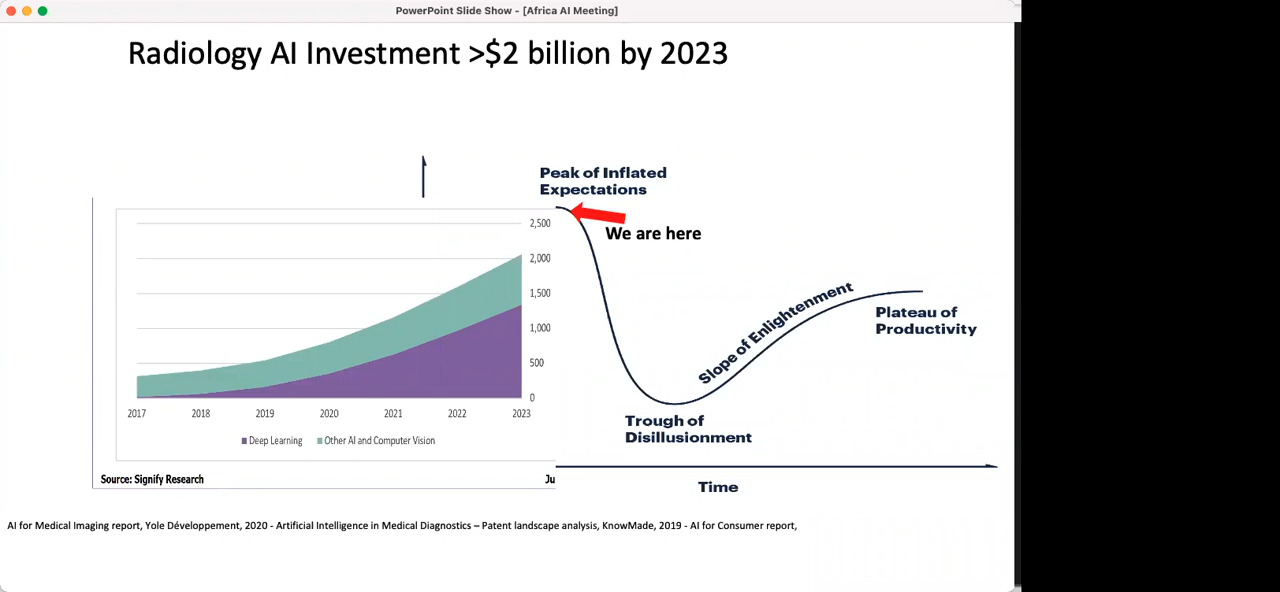 PowerPoint Slide Show - [Africa AI Meeting]
Radiology AI Investment >$2 billion by 2023
Peak of Inflated
Expectations
We are here
2,500
2,000
1,500
1,000
500
0
2017 2018 2019 2020 2021 2022 2023
Deep Learning Other AI and Computer Vision
Source: Signify Research Ju
Slope of Enlightenment
Plateau of
Productivity
Trough of
Disillusionment
Time
AI for Medical Imaging report, Yole Développement, 2020 - Artificial Intelligence in Medical Diagnostics – Patent landscape analysis, KnowMade, 2019 - AI for Consumer report,